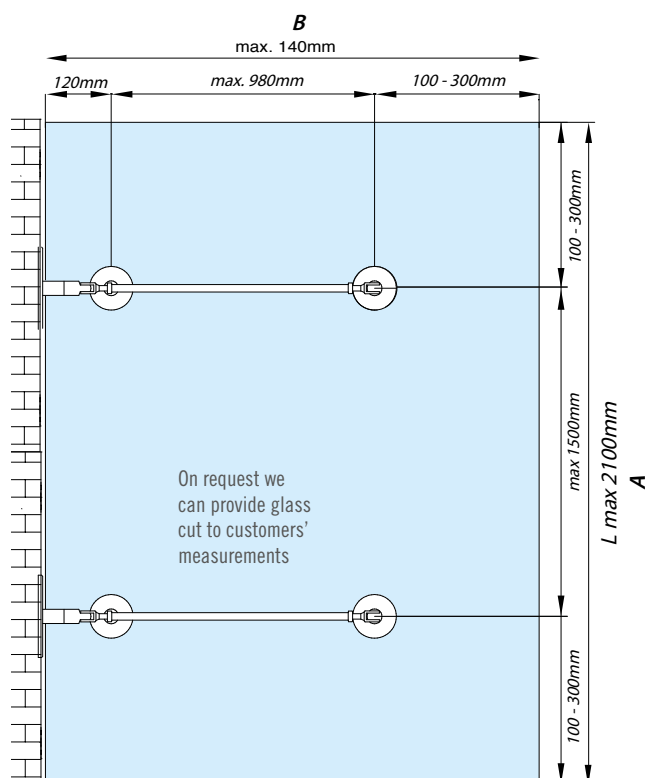 B
max. 140mm
120mm
max. 980mm
100 - 300mm
100 - 300mm
max 1500mm
L max 2100mm
A
On request we
can provide glass
cut to customers’
measurements
100 - 300mm